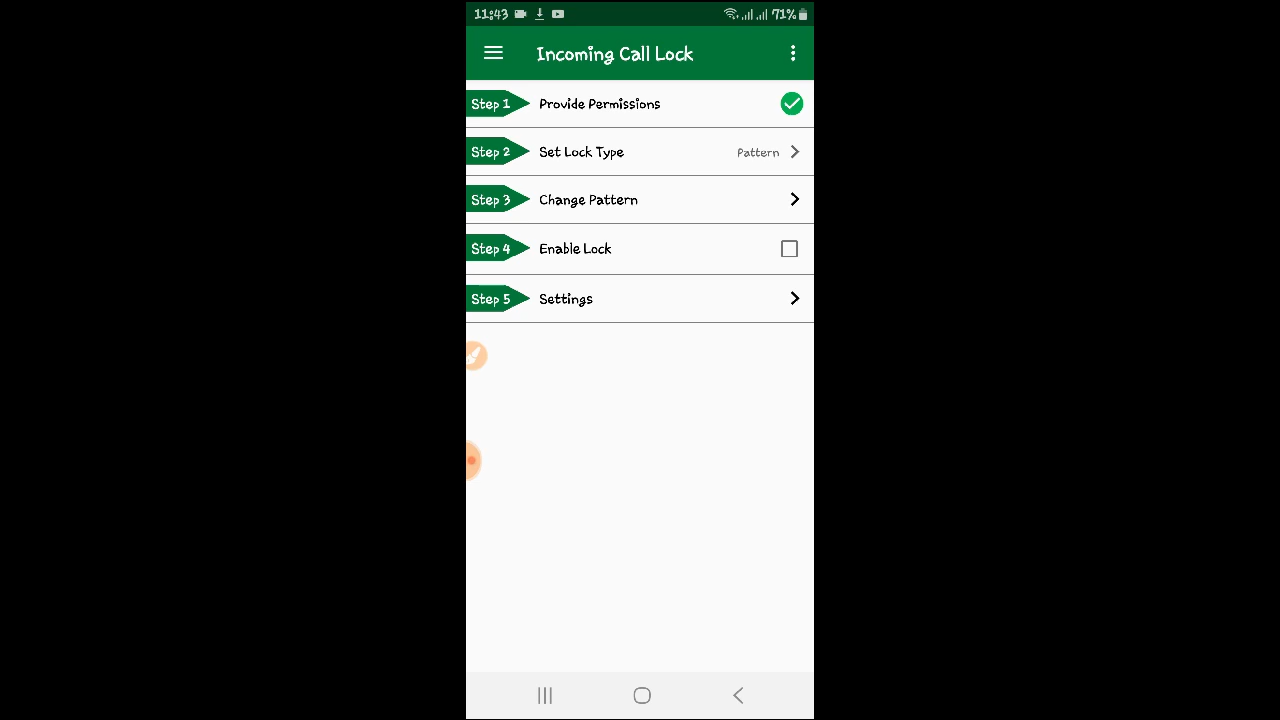 11:43 71%
Incoming Call Lock
Step 1 Provide Permissions
Step 2 Set Lock Type Pattern
Step 3 Change Pattern
Step 4 Enable Lock
Step 5 Settings